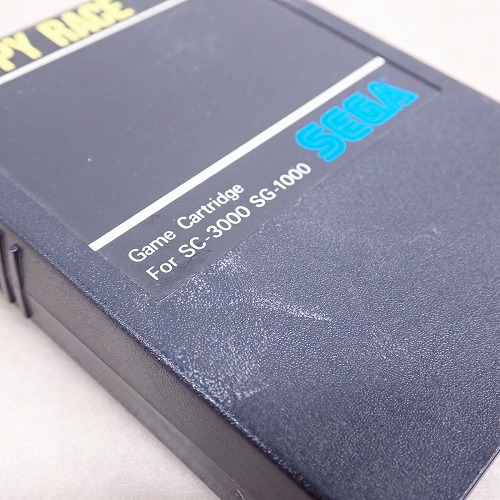 PY RACE
SEGA
Game Cartridge
For SC-3000 SG-1000